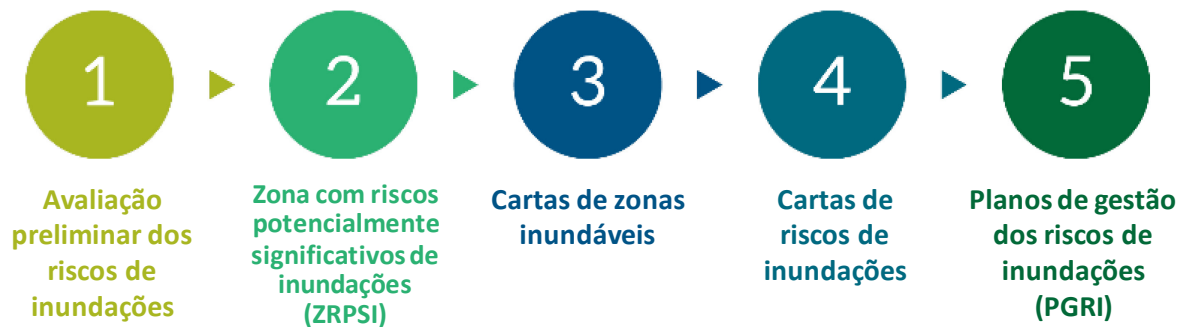 1
Avaliação
preliminar dos
riscos de
inundações
2
Zona com riscos
potencialmente
significativos de
inundações
(ZRPSI)
3
Cartas de zonas
inundáveis
4
Cartas de
riscos de
inundações
5
Planos de gestão
dos riscos de
inundações
(PGRI)